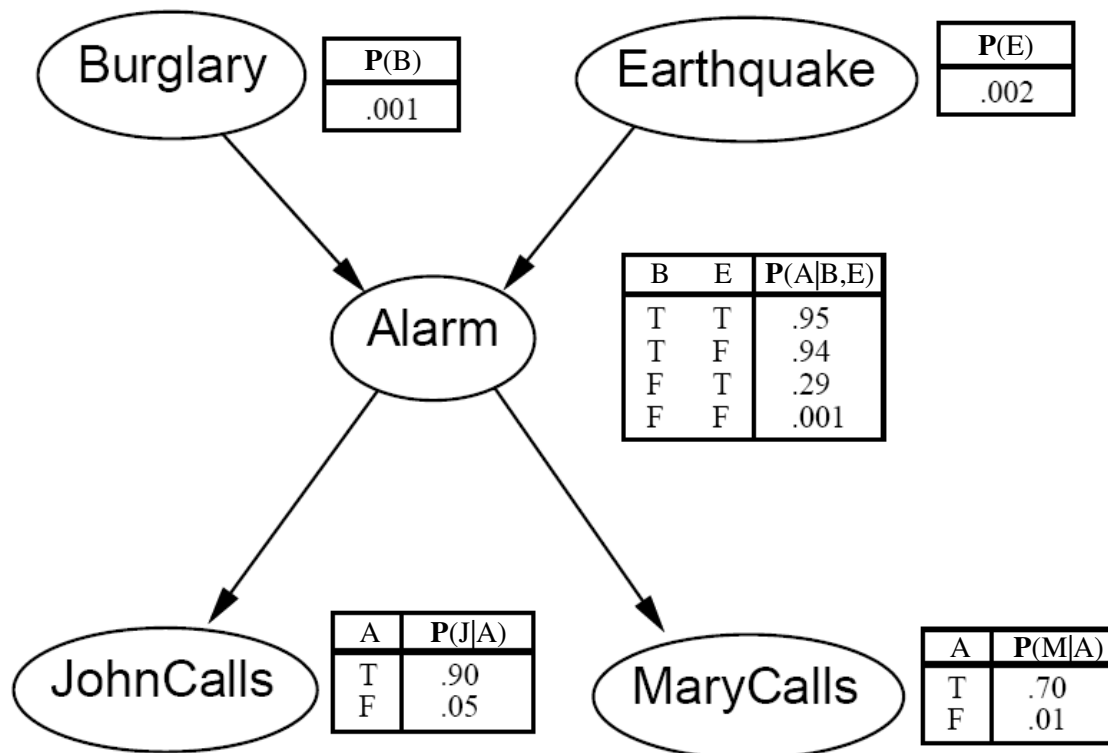 Burglary
P(B)
.001
Earthquake
P(E)
.002
Alarm
B E P(A|B,E)
T T .95
T F .94
F T .29
F F .001
JohnCalls
A P(J|A)
T .90
F .05
MaryCalls
A P(M|A)
T .70
F .01